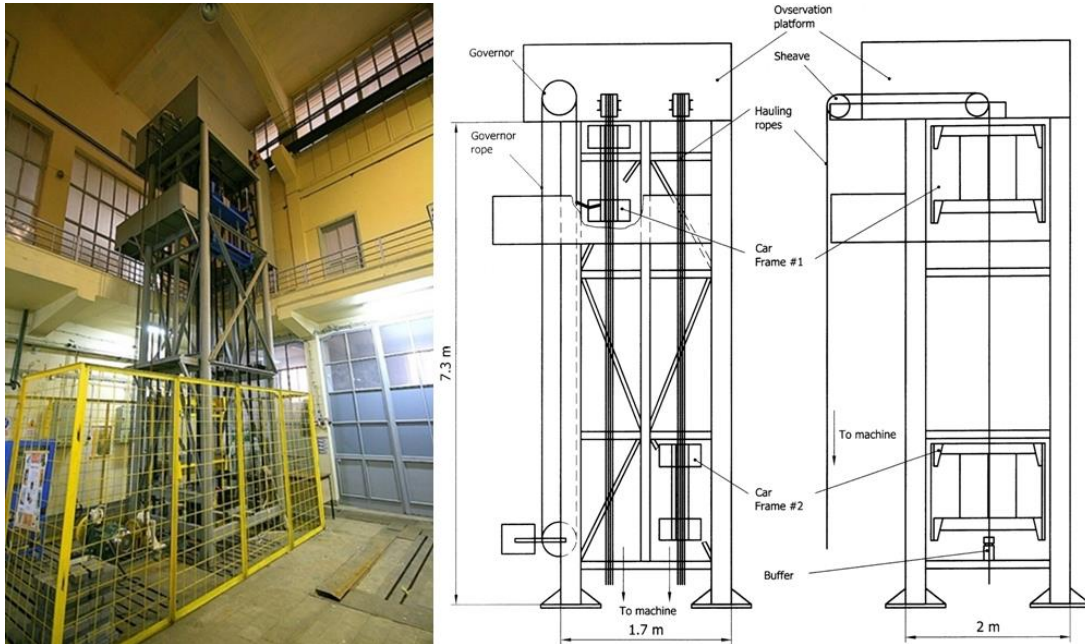 Governor
Governor
rope
7.3 m
To machine
1.7 m
Ovservation
platform
Sheave
Hauling
ropes
Car
Frame #1
To machine
Car
Frame #2
Buffer
2 m